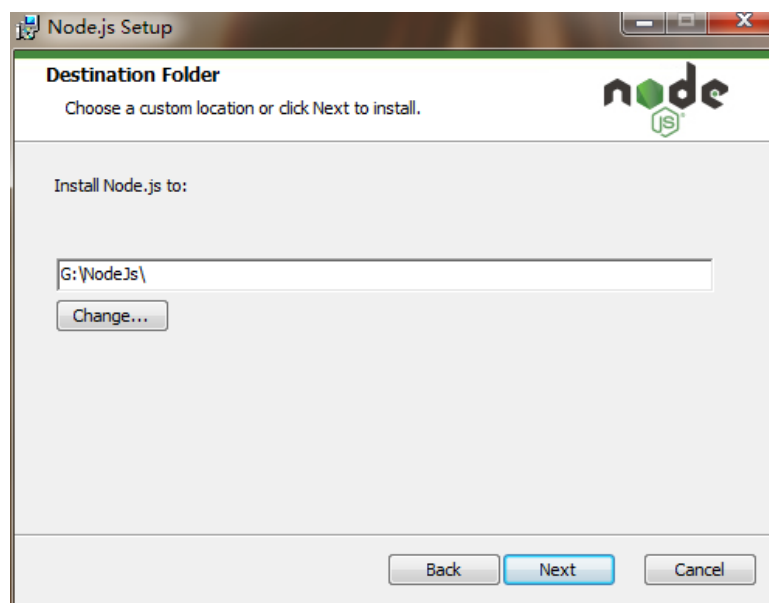 Node.js Setup
Destination Folder
Choose a custom location or click Next to install.
node
JS
Install Node.js to:
G:\NodeJs\
Change...
Back Next Cancel